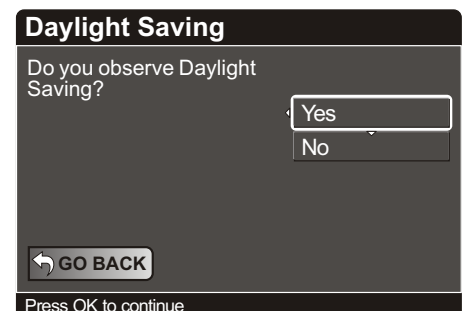 Daylight Saving
Do you observe Daylight
Saving?
Yes
No
GO BACK
Press OK to continue